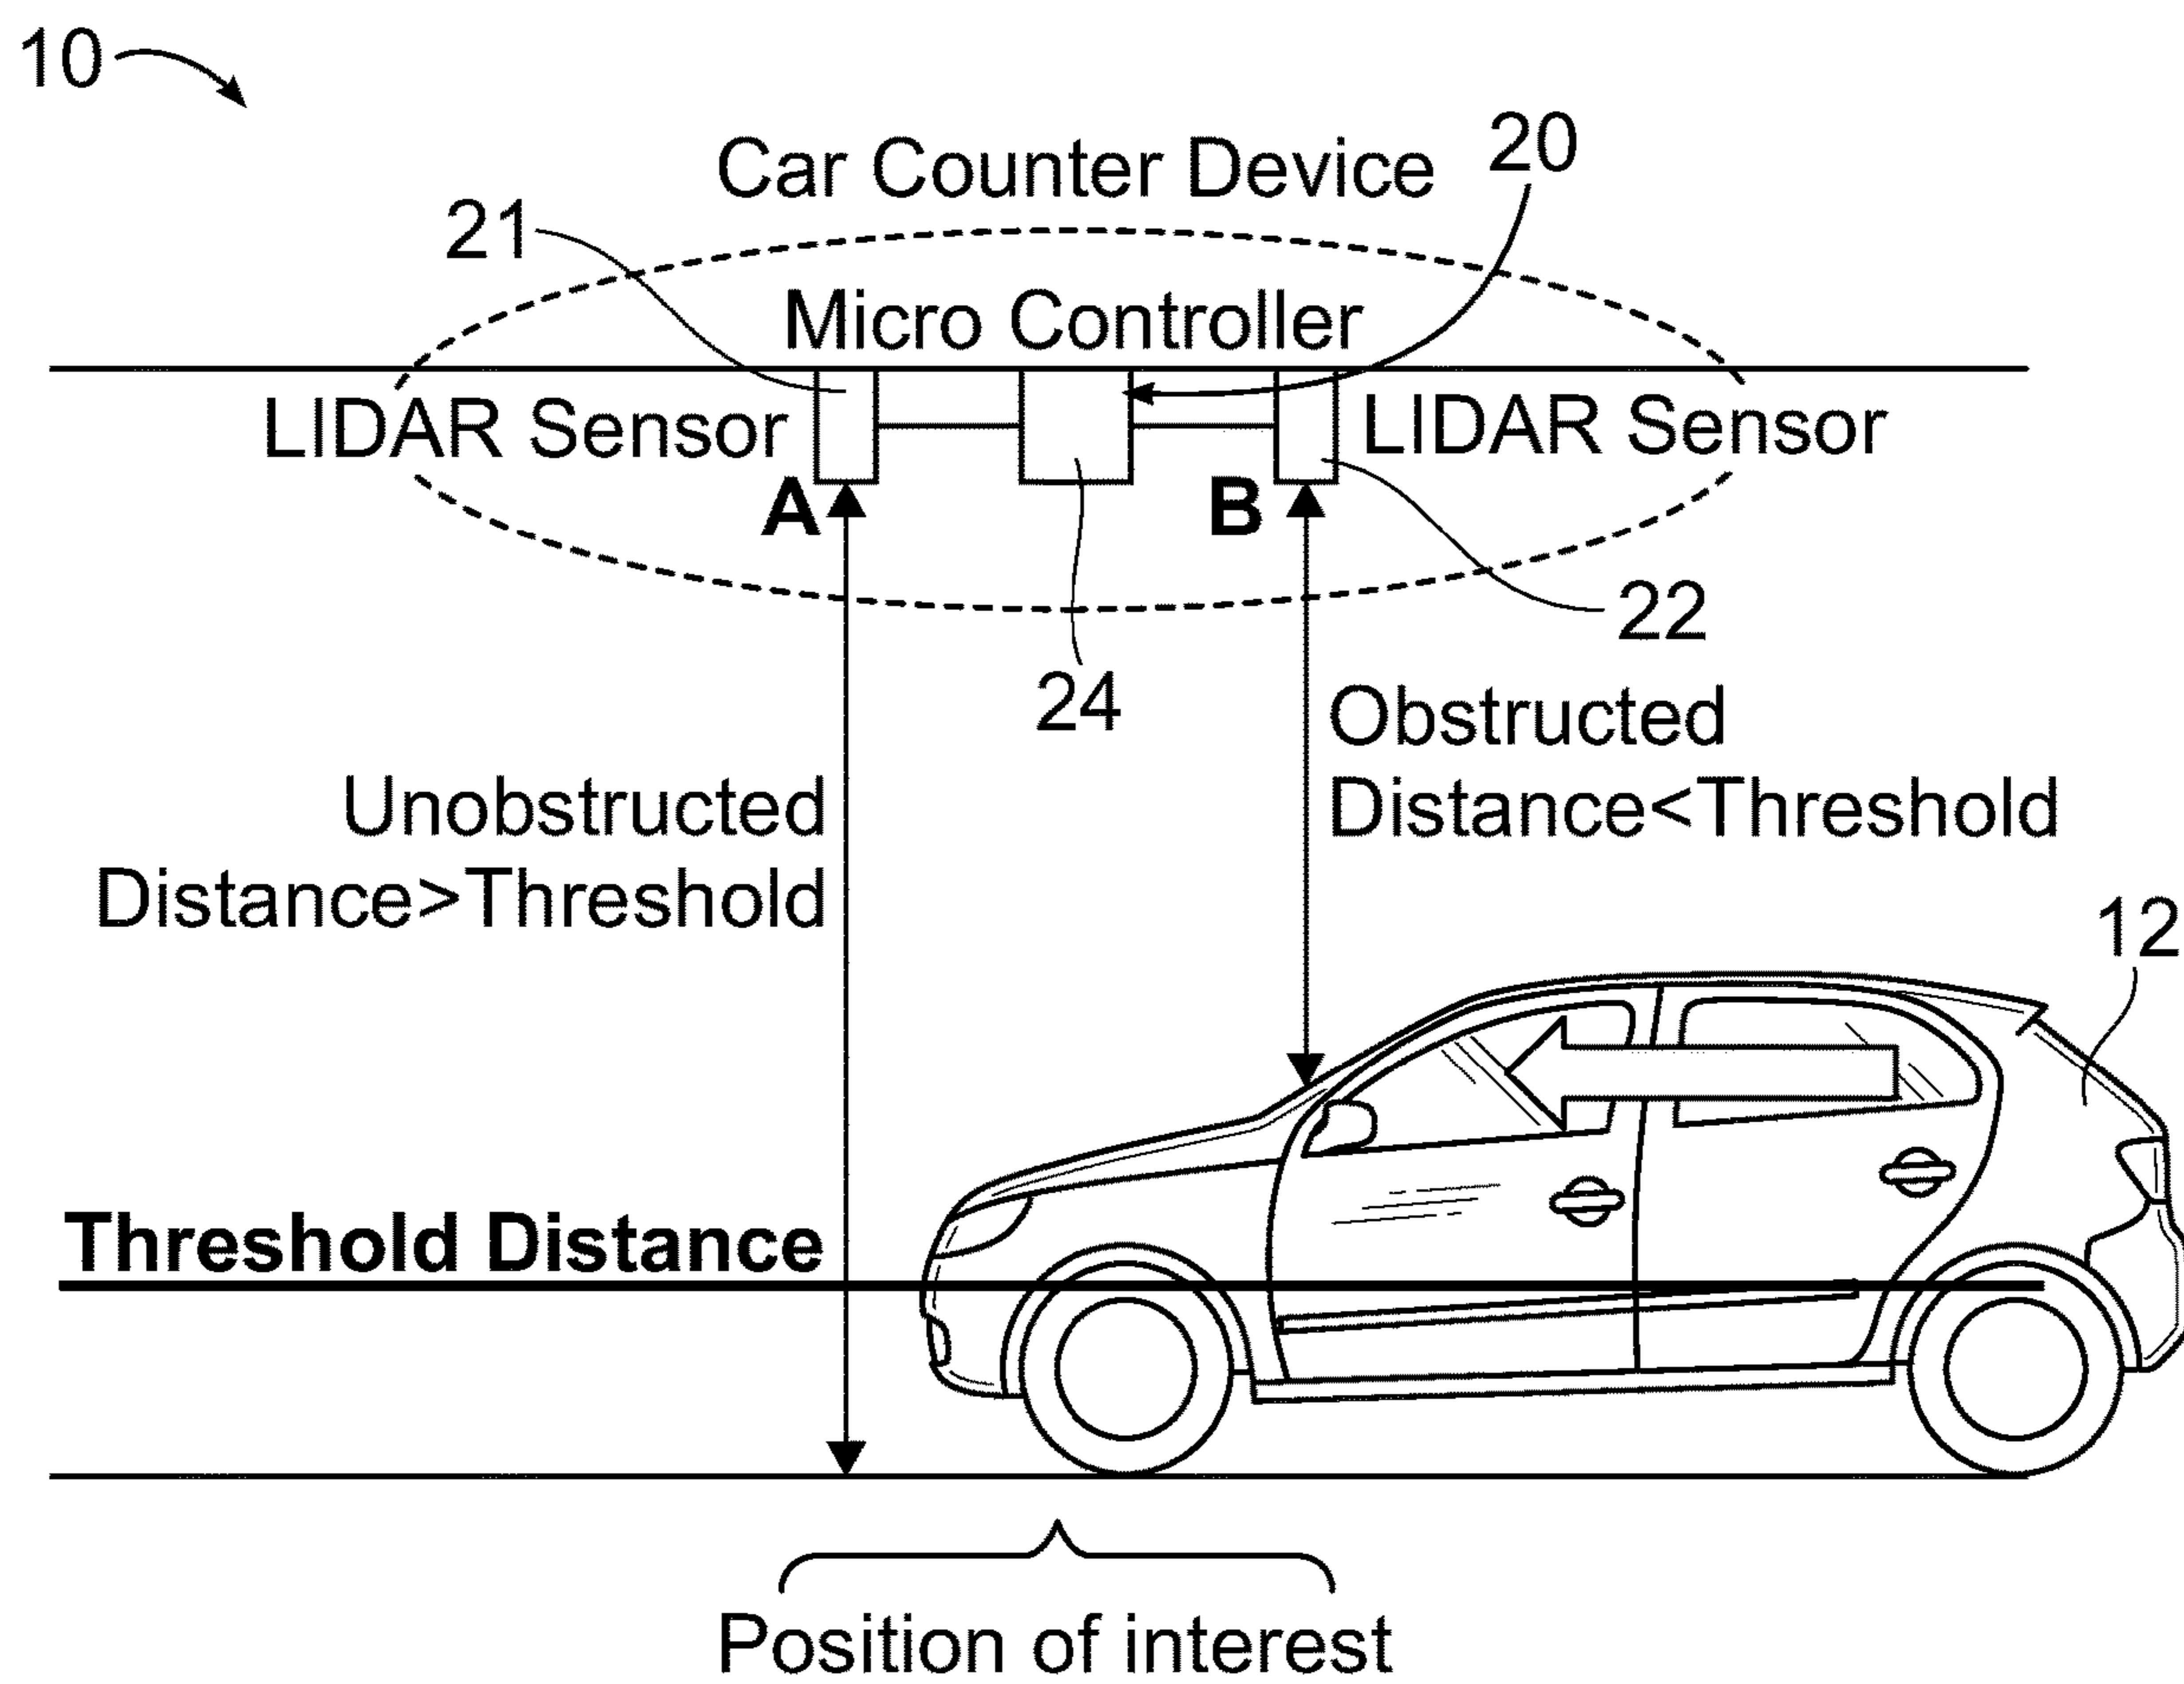 10
Car Counter Device
20
21
Micro Controller
LIDAR Sensor
LIDAR Sensor
A
B
22
24
Obstructed
Distance<Threshold
Unobstructed
Distance>Threshold
12
Threshold Distance
Position of interest